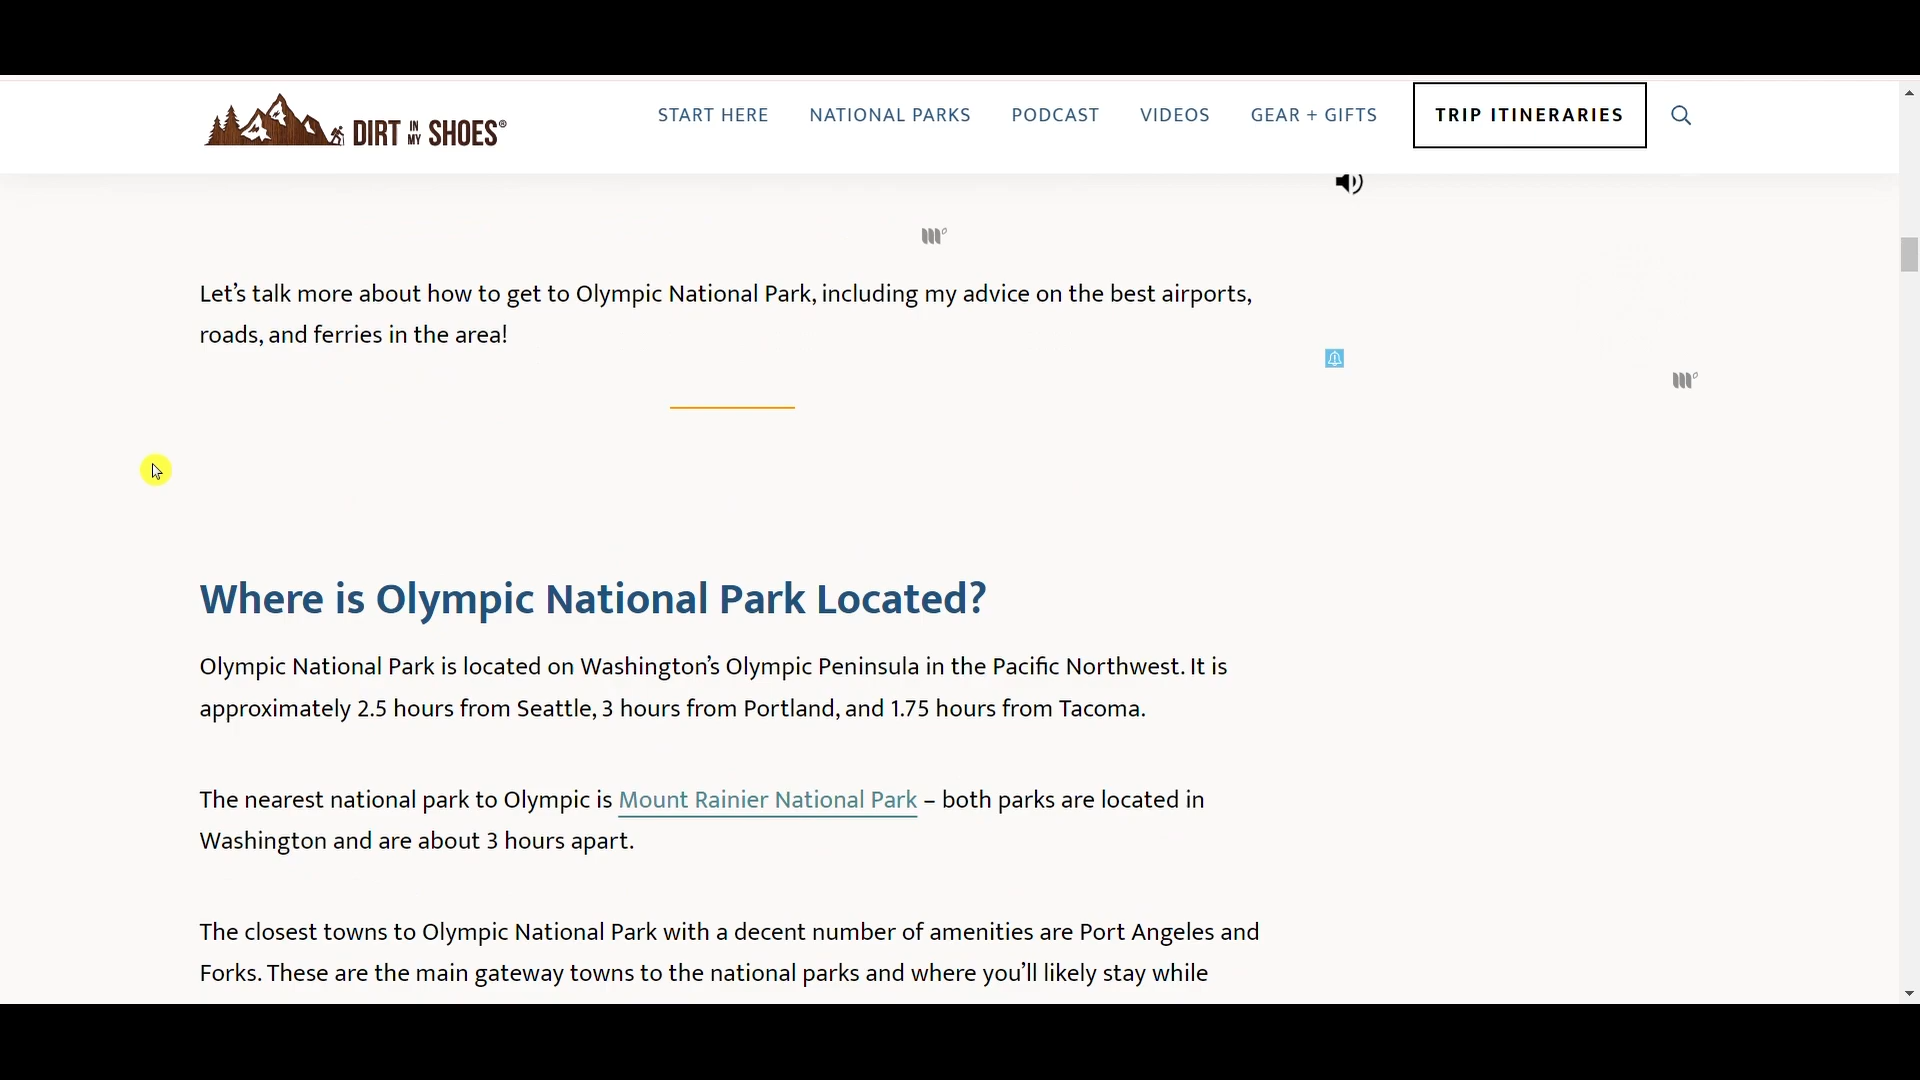 DIRT IN MY SHOES®
START HERE NATIONAL PARKS PODCAST VIDEOS GEAR + GIFTS TRIP ITINERARIES
Let’s talk more about how to get to Olympic National Park, including my advice on the best airports,
roads, and ferries in the area!
Where is Olympic National Park Located?
Olympic National Park is located on Washington’s Olympic Peninsula in the Pacific Northwest. It is
approximately 2.5 hours from Seattle, 3 hours from Portland, and 1.75 hours from Tacoma.
The nearest national park to Olympic is Mount Rainier National Park – both parks are located in
Washington and are about 3 hours apart.
The closest towns to Olympic National Park with a decent number of amenities are Port Angeles and
Forks. These are the main gateway towns to the national parks and where you’ll likely stay while